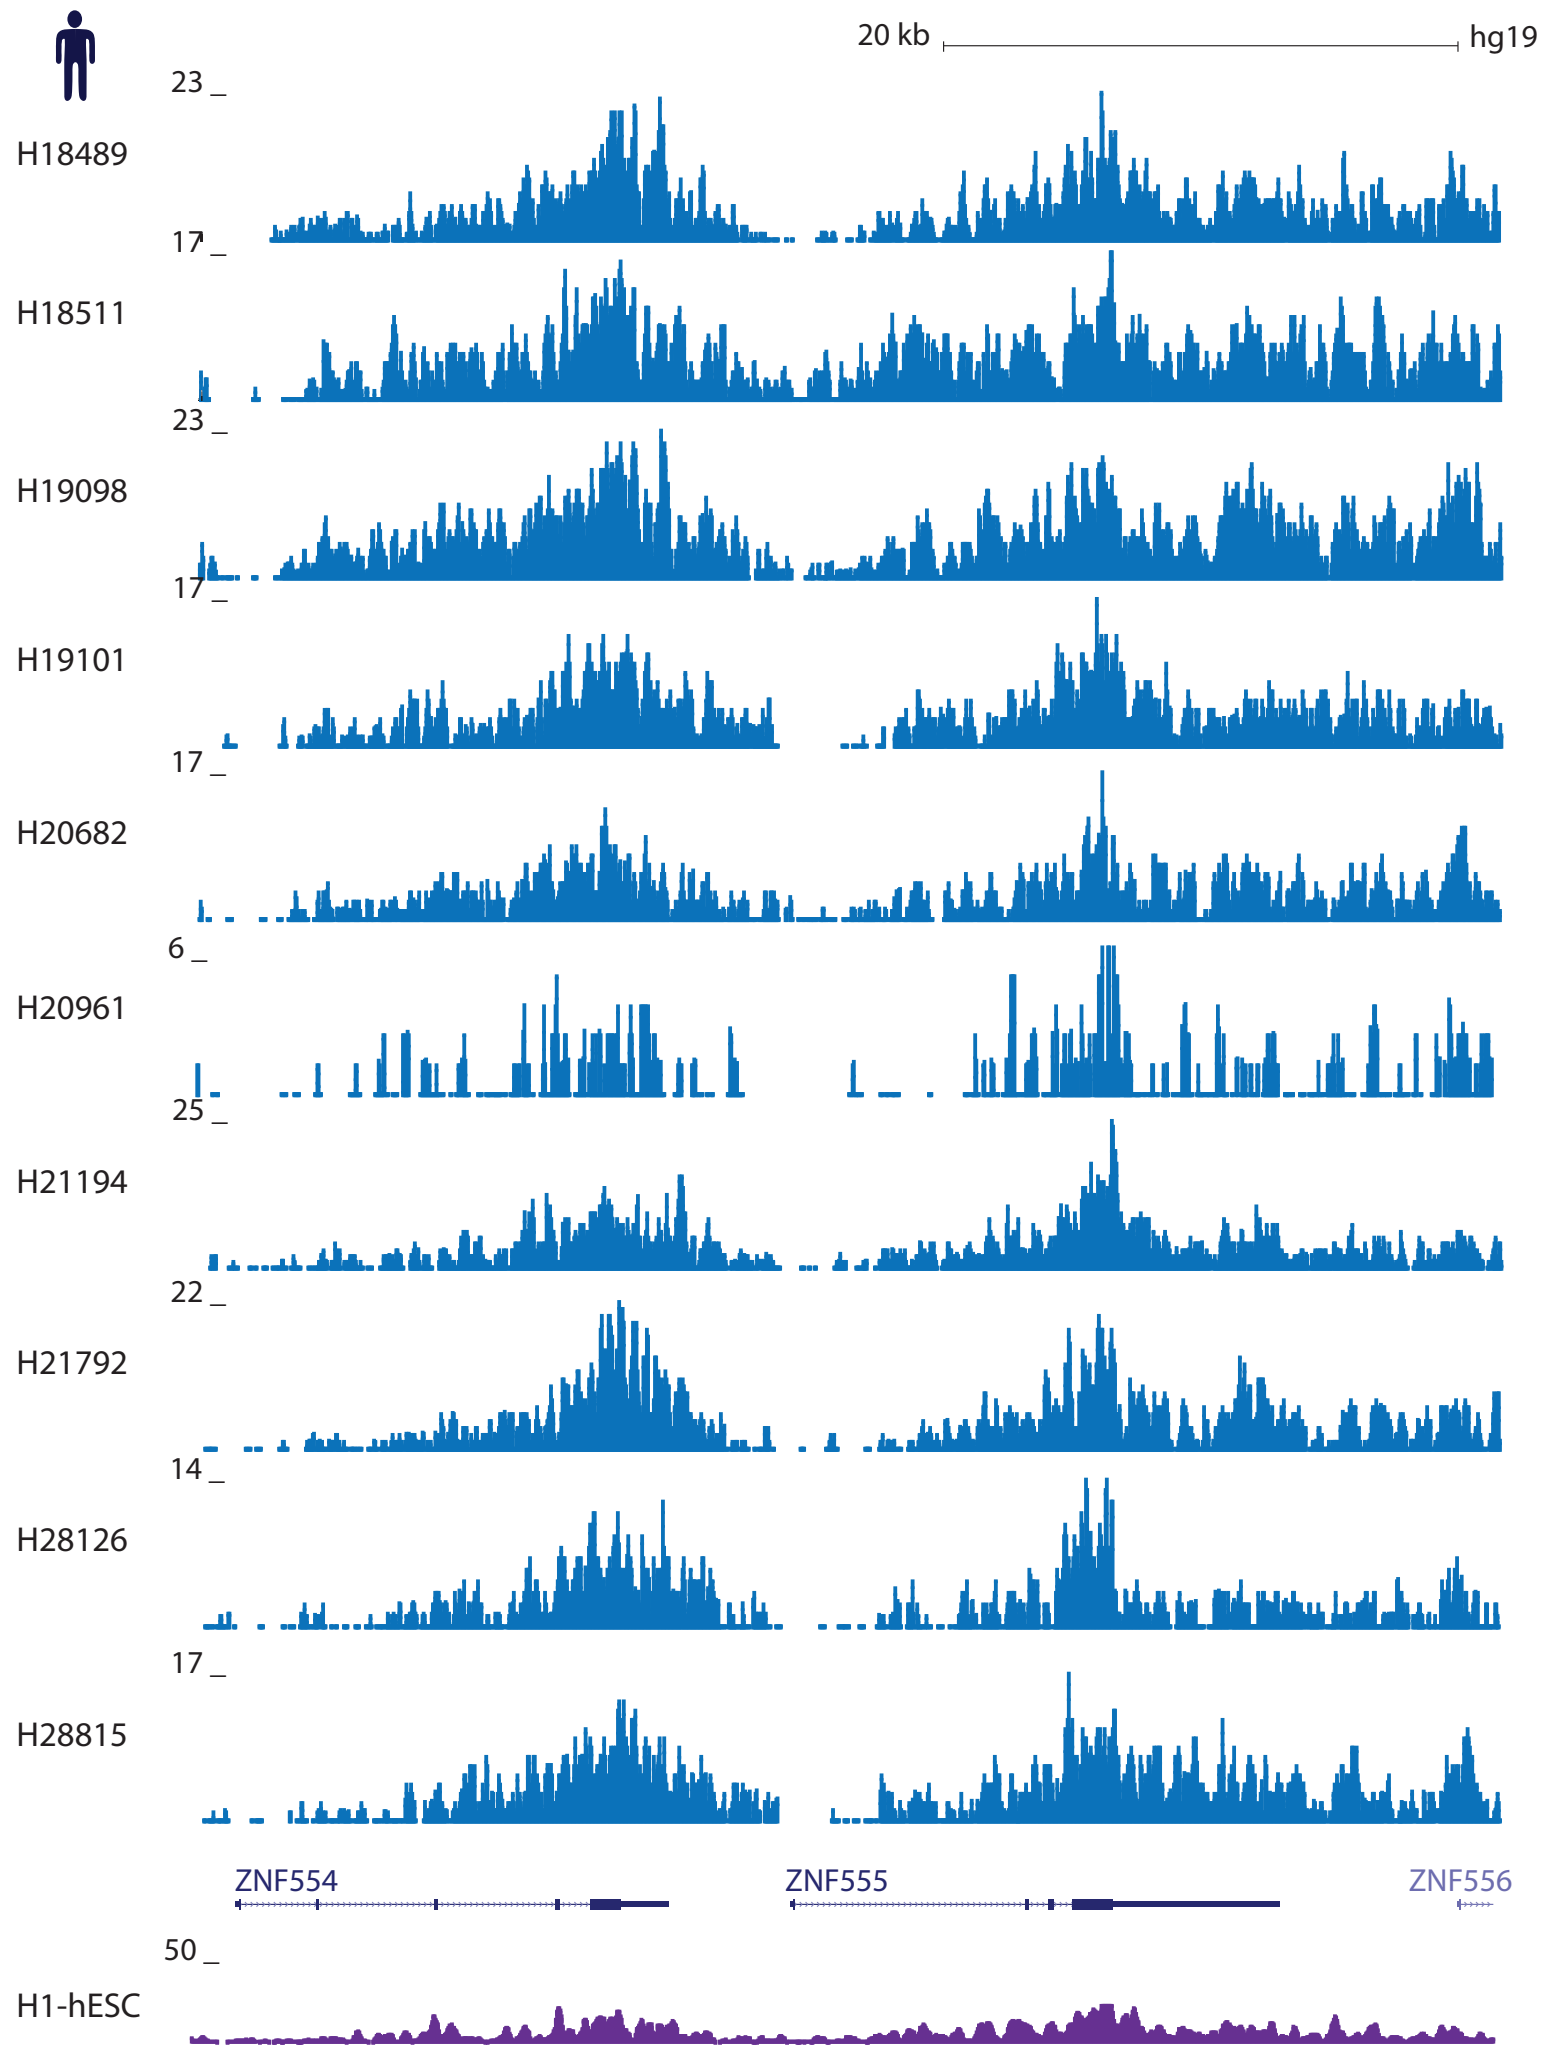 20 kb hg19
23 _
H18489
17 _
H18511
23 _
H19098
17 _
H19101
17 _
H20682
6 _
H20961
25 _
H21194
22 _
H21792
14 _
H28126
17 _
H28815
ZNF554 ZNF555 ZNF556
50 _
H1-hESC